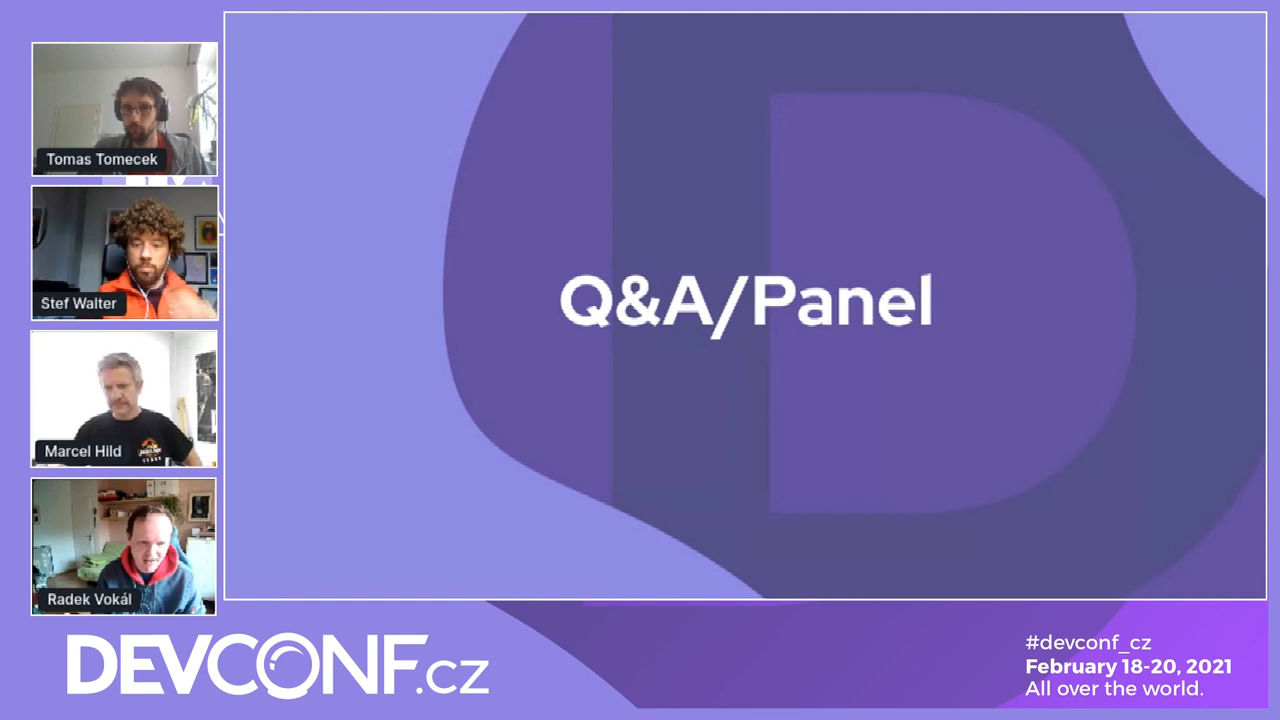 Tomas Tomecek
Stef Walter
Marcel Hild
Radek Vokál
Q&A/Panel
DEVCONF.cz
#devconf_cz
February 18-20, 2021
All over the world.